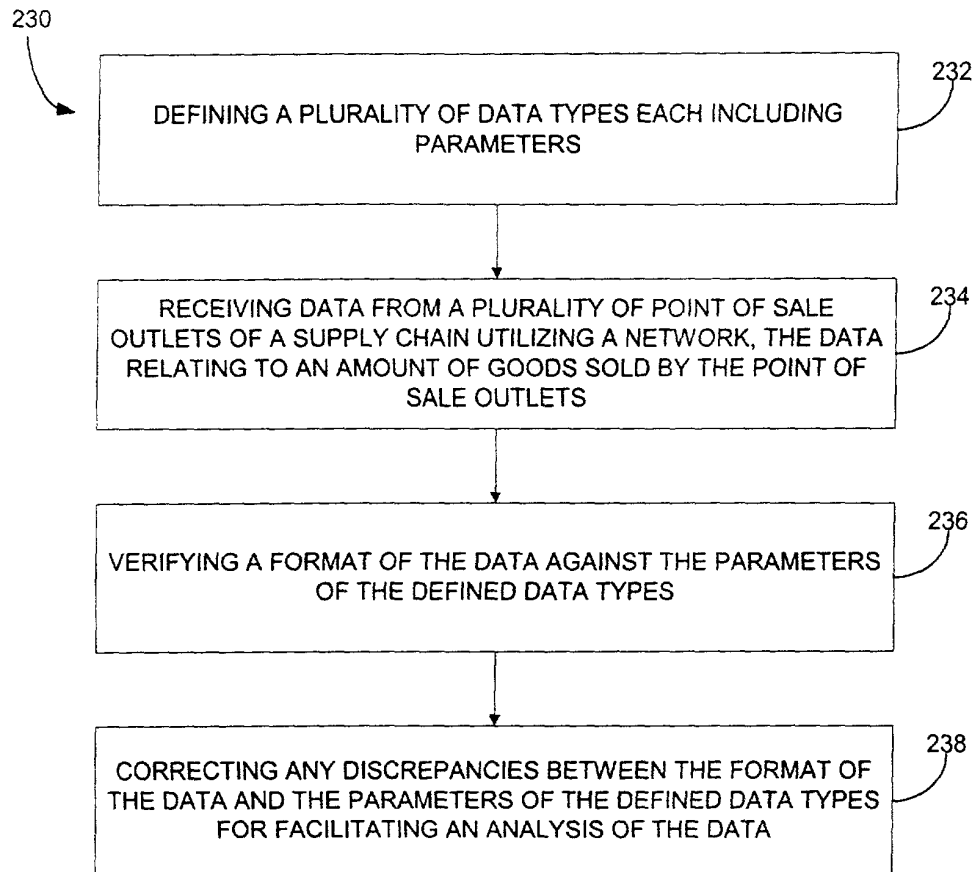 230
232
DEFINING A PLURALITY OF DATA TYPES EACH INCLUDING
PARAMETERS
234
RECEIVING DATA FROM A PLURALITY OF POINT OF SALE
OUTLETS OF A SUPPLY CHAIN UTILIZING A NETWORK, THE DATA
RELATING TO AN AMOUNT OF GOODS SOLD BY THE POINT OF
SALE OUTLETS
236
VERIFYING A FORMAT OF THE DATA AGAINST THE PARAMETERS
OF THE DEFINED DATA TYPES
238
CORRECTING ANY DISCREPANCIES BETWEEN THE FORMAT OF
THE DATA AND THE PARAMETERS OF THE DEFINED DATA TYPES
FOR FACILITATING AN ANALYSIS OF THE DATA